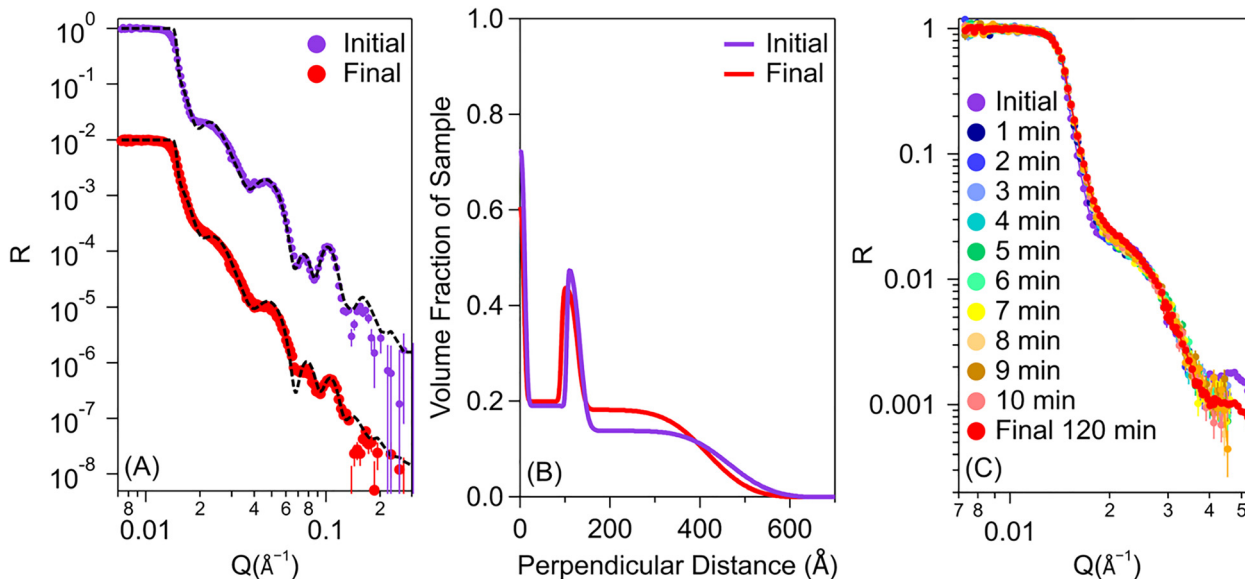 10⁰
10⁻¹
10⁻²
10⁻³
10⁻⁴
10⁻⁵
10⁻⁶
10⁻⁷
10⁻⁸
R
Initial
Final
(A)
8 2 4 6 8 2
0.01 0.1
Q(Å⁻¹)
1.0
0.8
0.6
0.4
0.2
0.0
Volume Fraction of Sample
Initial
Final
(B)
0 200 400 600
Perpendicular Distance (Å)
1
0.1
0.01
0.001
R
Initial
1 min
2 min
3 min
4 min
5 min
6 min
7 min
8 min
9 min
10 min
Final 120 min
(C)
7 8 2 3 4 5
0.01
Q(Å⁻¹)